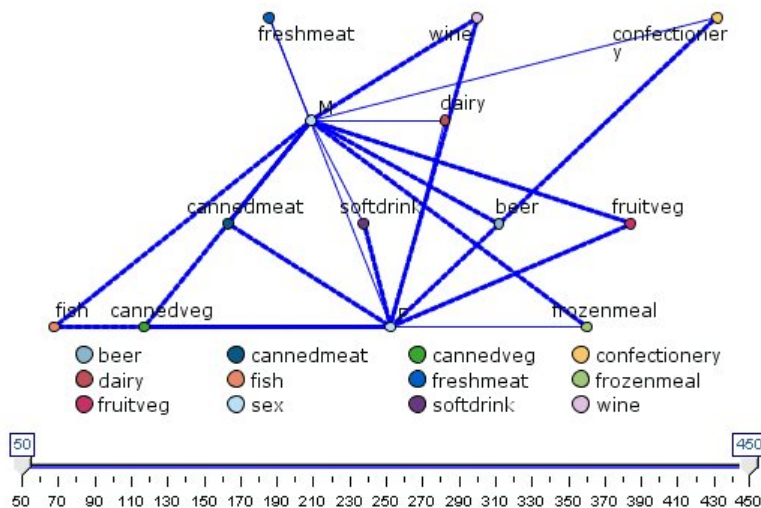 freshmeat
wine
confectioner
y
M
dairy
cannedmeat
softdrink
beer
fruitveg
fish
cannedveg
F
frozenmeal
beer cannedmeat cannedveg confectionery
dairy fish freshmeat frozenmeal
fruitveg sex softdrink wine
50 450
50 70 90 110 130 150 170 190 210 230 250 270 290 310 330 350 370 390 410 430 450